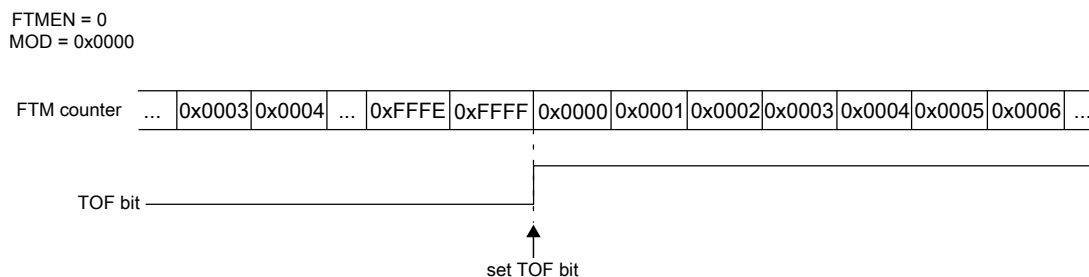 FTMEN = 0
MOD = 0x0000
FTM counter ... 0x0003 0x0004 ... 0xFFFE 0xFFFF 0x0000 0x0001 0x0002 0x0003 0x0004 0x0005 0x0006 ...
TOF bit
set TOF bit